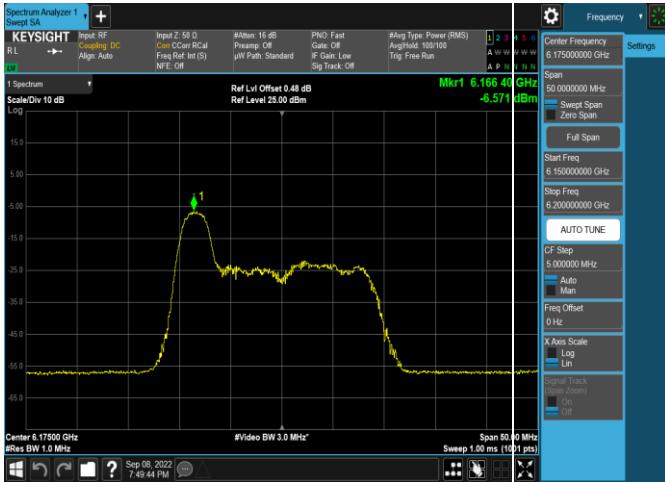 Spectrum Analyzer 1
Swept SA
+
Frequency
KEYSIGHT
Input: RF
Input Z: 50 Ω
#Atten: 16 dB
PNO: Fast
#Avg Type: Power (RMS)
1 2 3 4 5 6
R L
Coupling: DC
Corr CCorr RCal
Preamp: Off
Gate: Off
Avg|Hold: 100/100
A W W W W W
Align: Auto
Freq Ref: Int (S)
µW Path: Standard
IF Gain: Low
Trig: Free Run
NFE: Off
Sig Track: Off
A P N N N N
1 Spectrum
Ref Lvl Offset 0.48 dB
Mkr1 6.166 40 GHz
Scale/Div 10 dB
Ref Level 25.00 dBm
-6.571 dBm
Log
15.0
5.00
-5.00
1
-15.0
-25.0
-35.0
-45.0
-55.0
-65.0
Center 6.17500 GHz
#Video BW 3.0 MHz*
Span 50.00 MHz
#Res BW 1.0 MHz
Sweep 1.00 ms (1001 pts)
?
Sep 08, 2022
7:49:44 PM
Center Frequency
6.175000000 GHz
Settings
Span
50.0000000 MHz
Swept Span
Zero Span
Full Span
Start Freq
6.150000000 GHz
Stop Freq
6.200000000 GHz
AUTO TUNE
CF Step
5.000000 MHz
Auto
Man
Freq Offset
0 Hz
X Axis Scale
Log
Lin
Signal Track
(Span Zoom)
On
Off